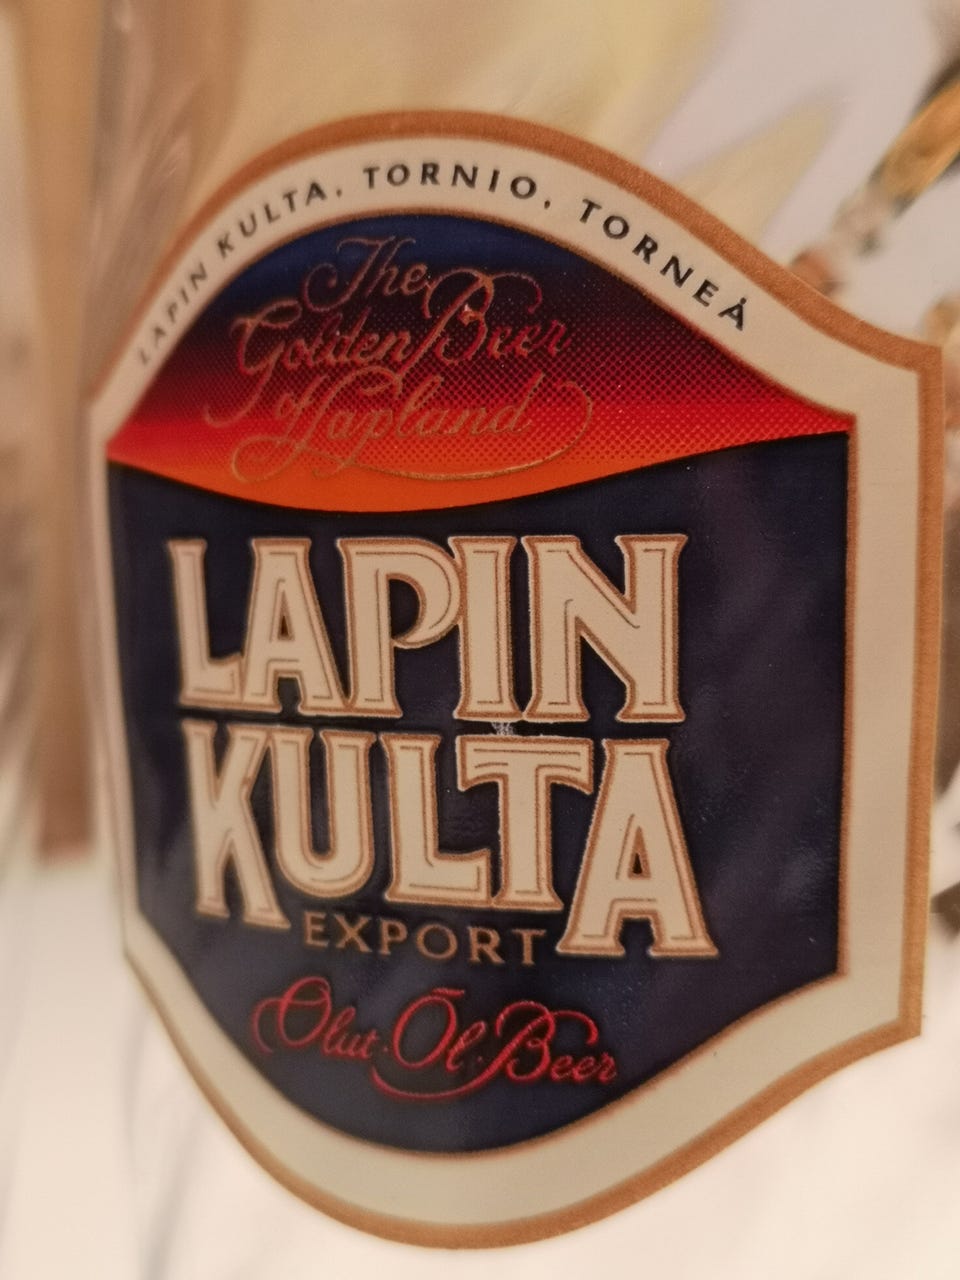 LAPIN KULTA, TORNIO, TORNEÅ
The
Golden Beer
of Lapland
LAPIN
KULTA
EXPORT
Olut·Öl·Beer